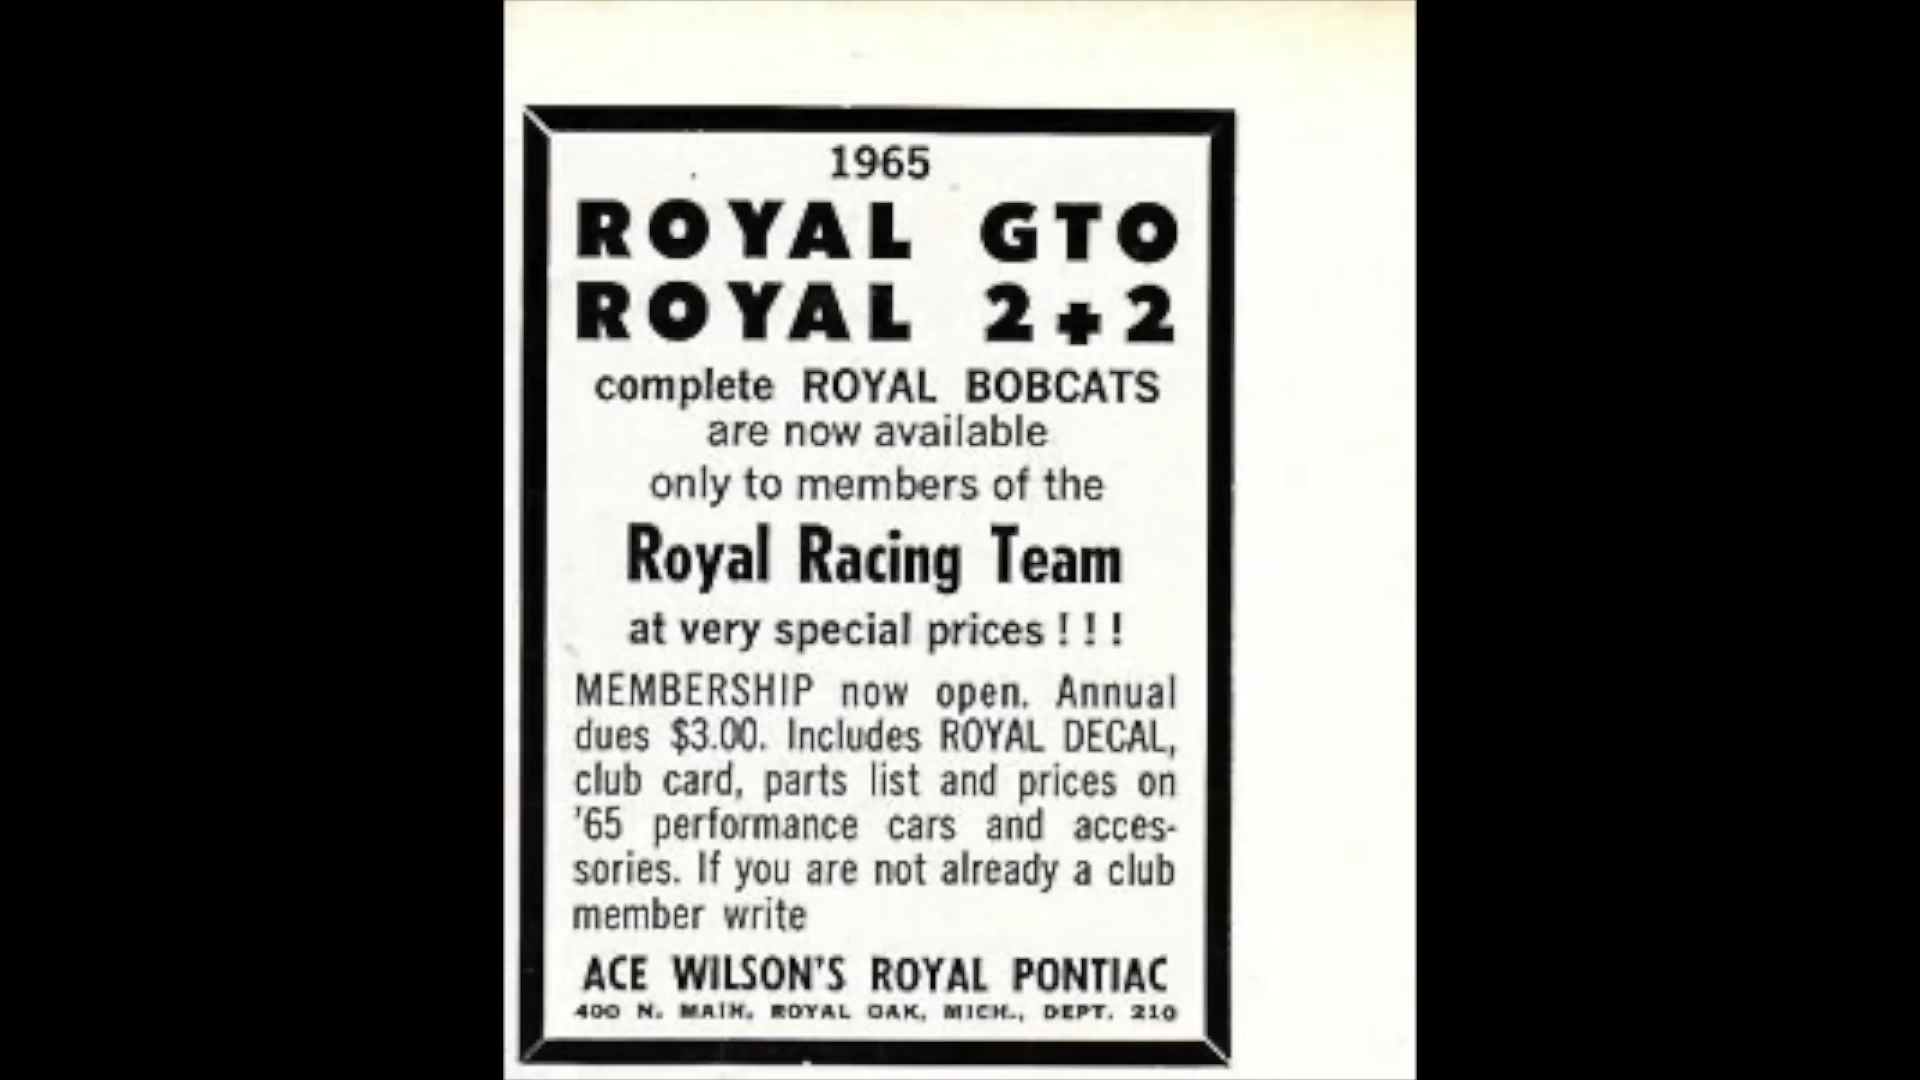 1965
ROYAL GTO
ROYAL 2+2
complete ROYAL BOBCATS
are now available
only to members of the
Royal Racing Team
at very special prices!!!
MEMBERSHIP now open. Annual
dues $3.00. Includes ROYAL DECAL,
club card, parts list and prices on
'65 performance cars and acces-
sories. If you are not already a club
member write
ACE WILSON'S ROYAL PONTIAC
400 N. MAIN, ROYAL OAK, MICH., DEPT. 210